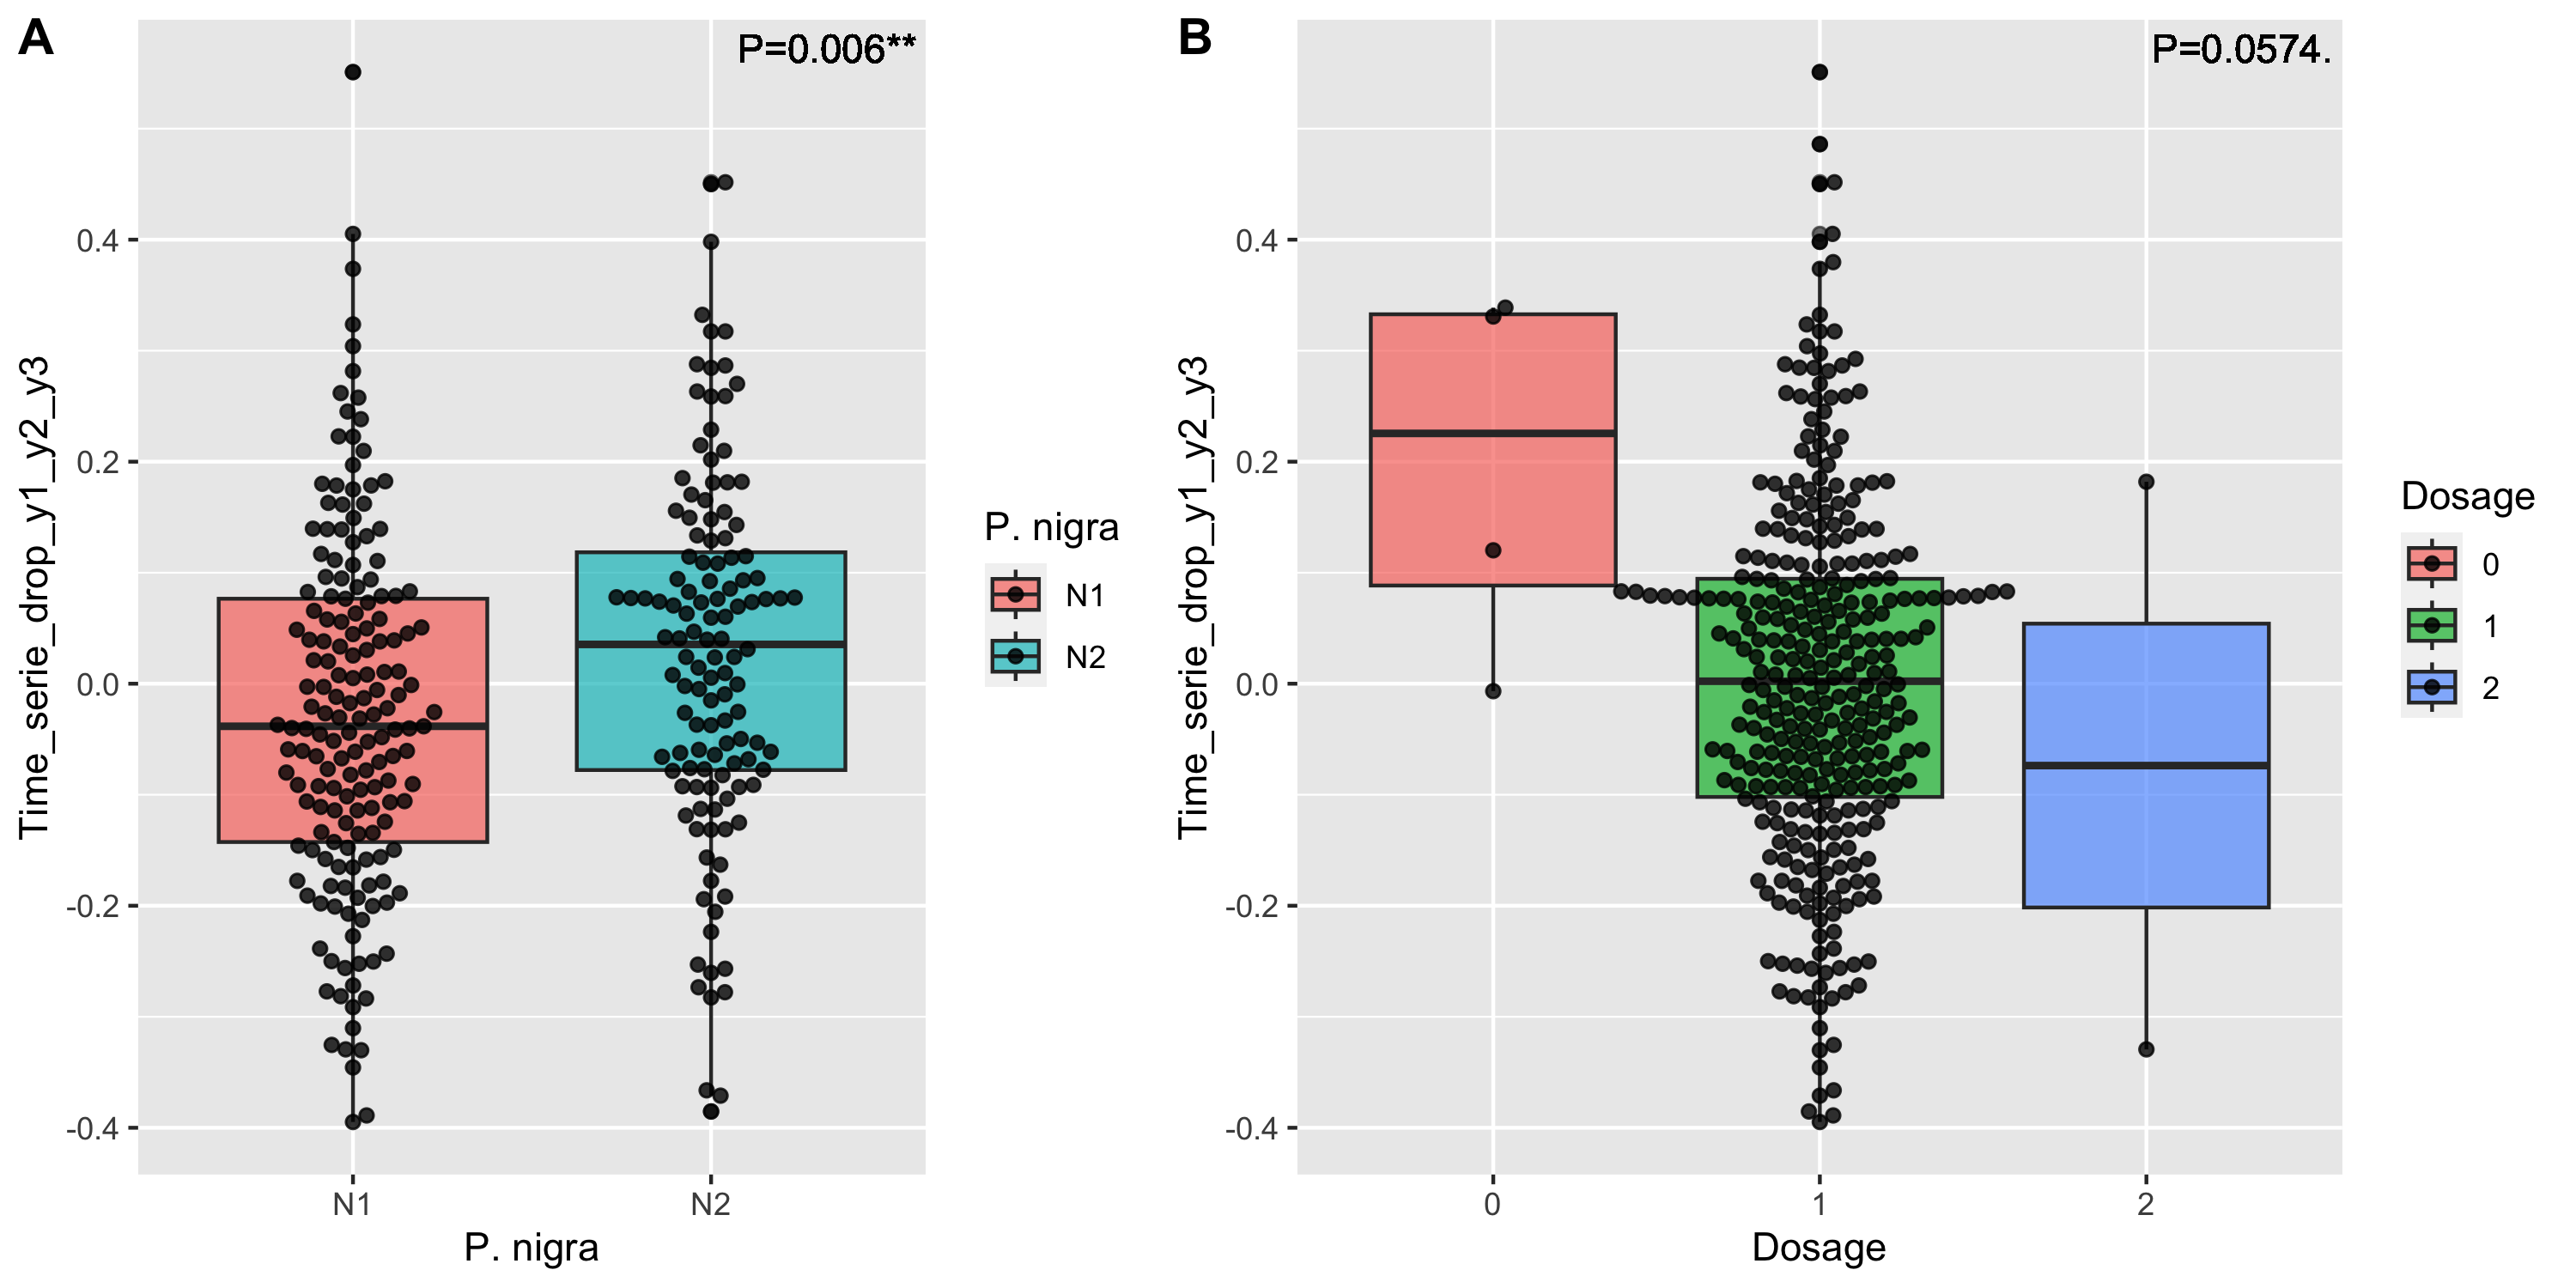 A
P=0.006**
Time_serie_drop_y1_y2_y3
0.4
0.2
0.0
-0.2
-0.4
N1
N2
P. nigra
P. nigra
N1
N2
B
P=0.0574.
Time_serie_drop_y1_y2_y3
0.4
0.2
0.0
-0.2
-0.4
0
1
2
Dosage
Dosage
0
1
2